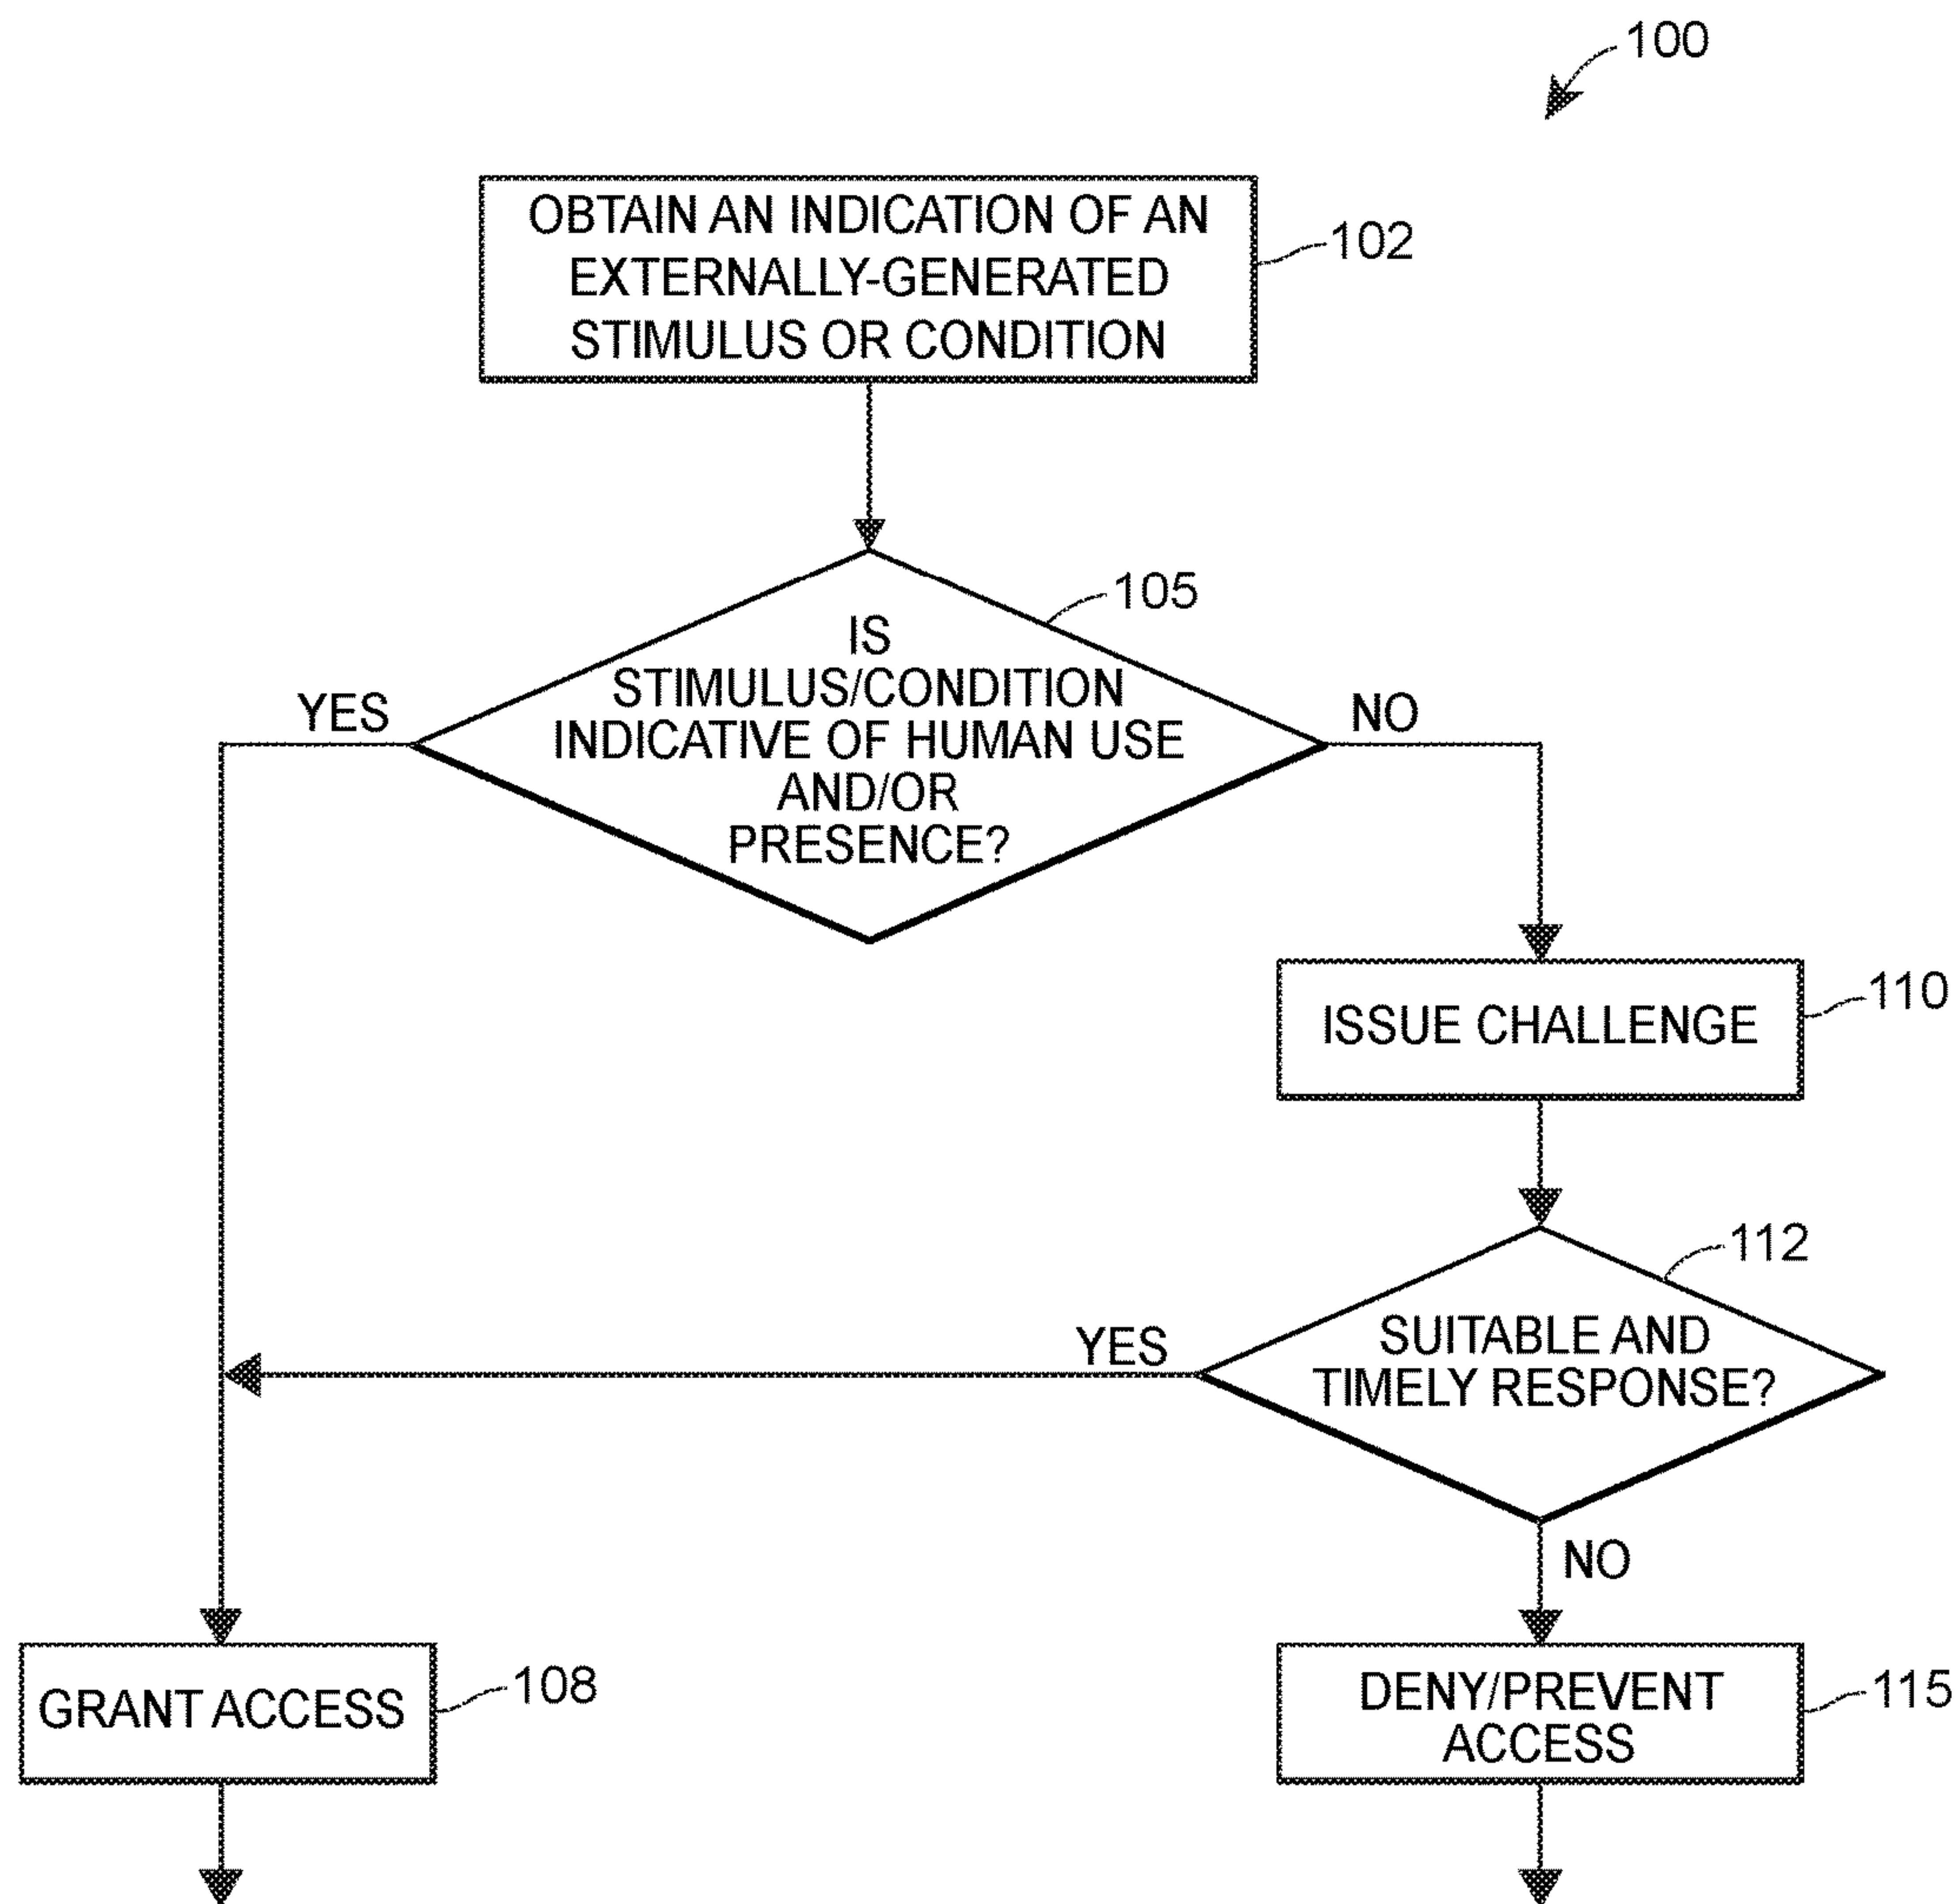 100
OBTAIN AN INDICATION OF AN
EXTERNALLY-GENERATED
STIMULUS OR CONDITION
102
105
IS
STIMULUS/CONDITION
INDICATIVE OF HUMAN USE
AND/OR
PRESENCE?
YES
NO
ISSUE CHALLENGE
110
112
SUITABLE AND
TIMELY RESPONSE?
YES
NO
GRANT ACCESS
108
DENY/PREVENT
ACCESS
115